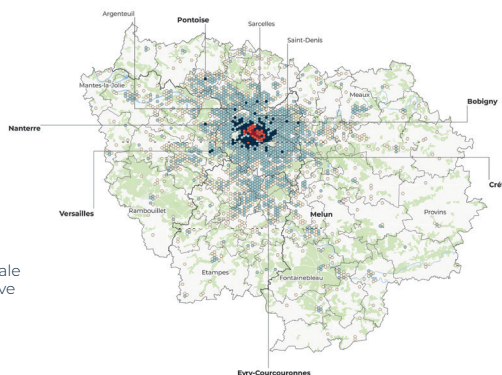 Argenteuil
Pontoise
Sarcelles
Saint-Denis
Mantes-la-Jolie
Meaux
Bobigny
Nanterre
Cré
Versailles
Rambouillet
Melun
Provins
ale
ve
Etampes
Fontainebleau
Evry-Courcouronnes